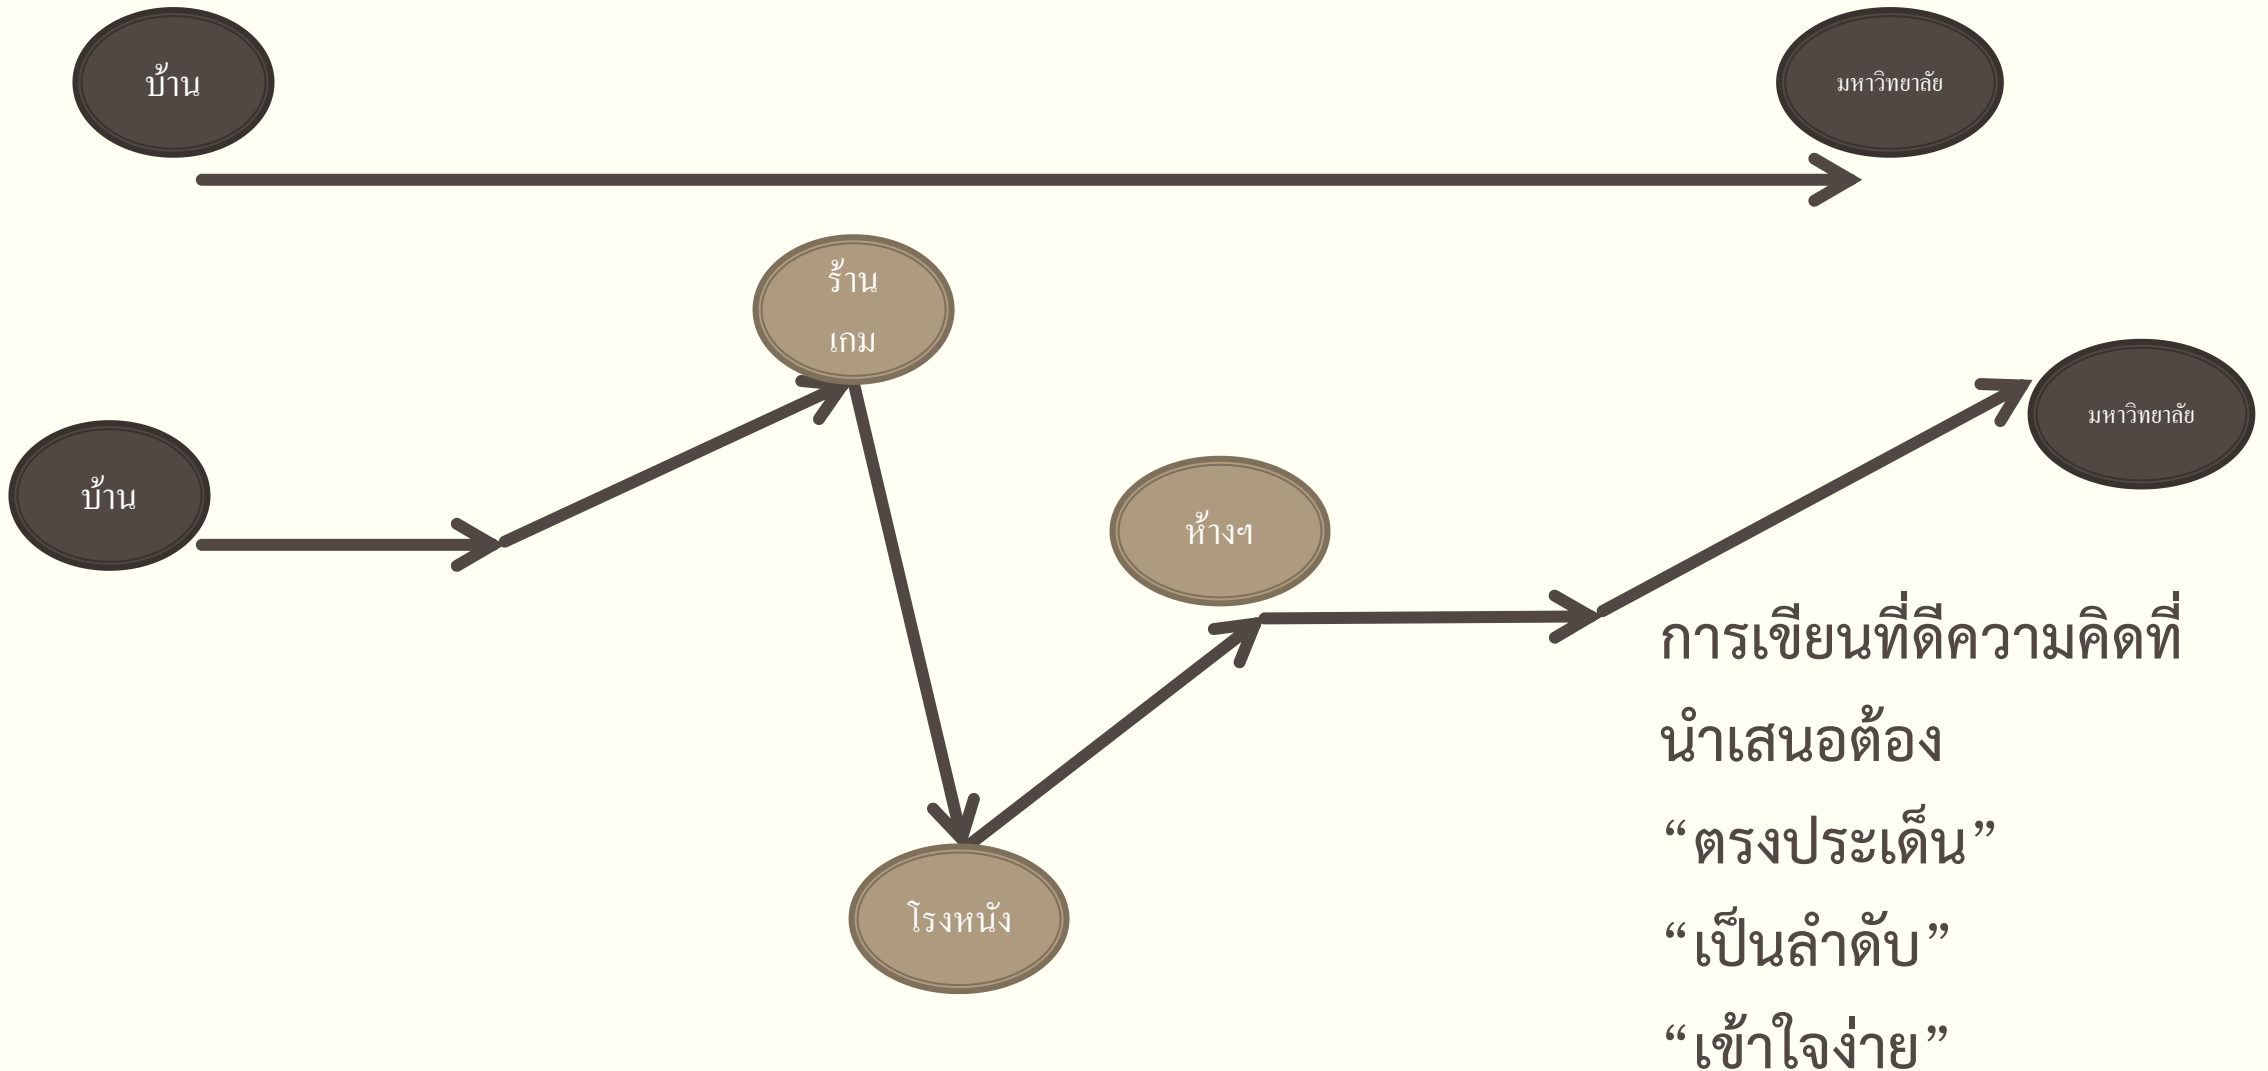 บ้าน
มหาวิทยาลัย
ร้าน
เกม
บ้าน
มหาวิทยาลัย
ห้างฯ
โรงหนัง
การเขียนที่ดีความคิดที่
นำเสนอต้อง
“ตรงประเด็น”
“เป็นลำดับ”
“เข้าใจง่าย”